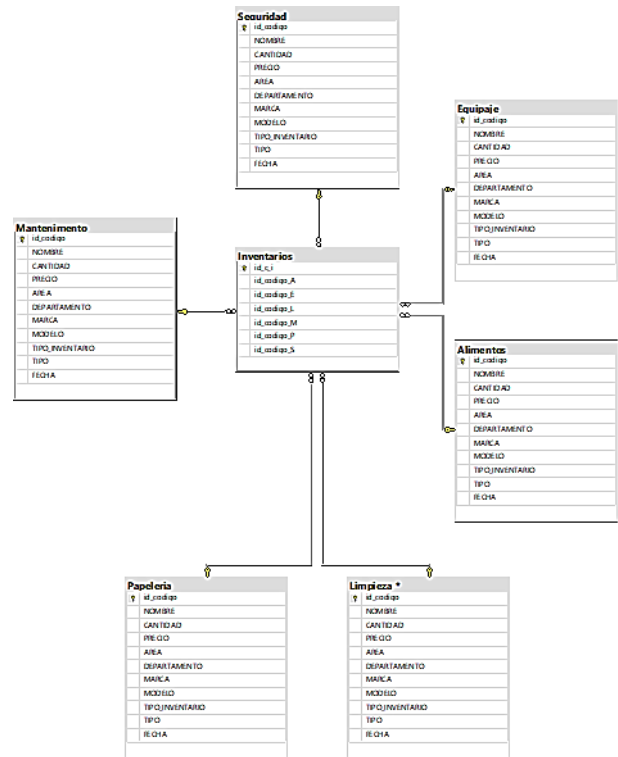 Seguridad
id_codigo
NOMBRE
CANTIDAD
PRECIO
AREA
DEPARTAMENTO
MARCA
MODELO
TIPO_INVENTARIO
TIPO
FECHA
Equipaje
id_codigo
NOMBRE
CANTIDAD
PRECIO
AREA
DEPARTAMENTO
MARCA
MODELO
TIPO_INVENTARIO
TIPO
FECHA
Mantenimento
id_codigo
NOMBRE
CANTIDAD
PRECIO
AREA
DEPARTAMENTO
MARCA
MODELO
TIPO_INVENTARIO
TIPO
FECHA
Inventarios
id_c_i
id_codigo_A
id_codigo_E
id_codigo_L
id_codigo_M
id_codigo_P
id_codigo_S
Alimentos
id_codigo
NOMBRE
CANTIDAD
PRECIO
AREA
DEPARTAMENTO
MARCA
MODELO
TIPO_INVENTARIO
TIPO
FECHA
Papeleria
id_codigo
NOMBRE
CANTIDAD
PRECIO
AREA
DEPARTAMENTO
MARCA
MODELO
TIPO_INVENTARIO
TIPO
FECHA
Limpieza *
id_codigo
NOMBRE
CANTIDAD
PRECIO
AREA
DEPARTAMENTO
MARCA
MODELO
TIPO_INVENTARIO
TIPO
FECHA